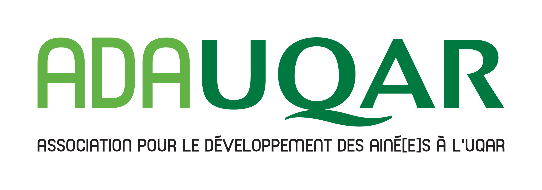 ADAUQAR
ASSOCIATION POUR LE DÉVELOPPEMENT DES AINÉ[E]S À L'UQAR